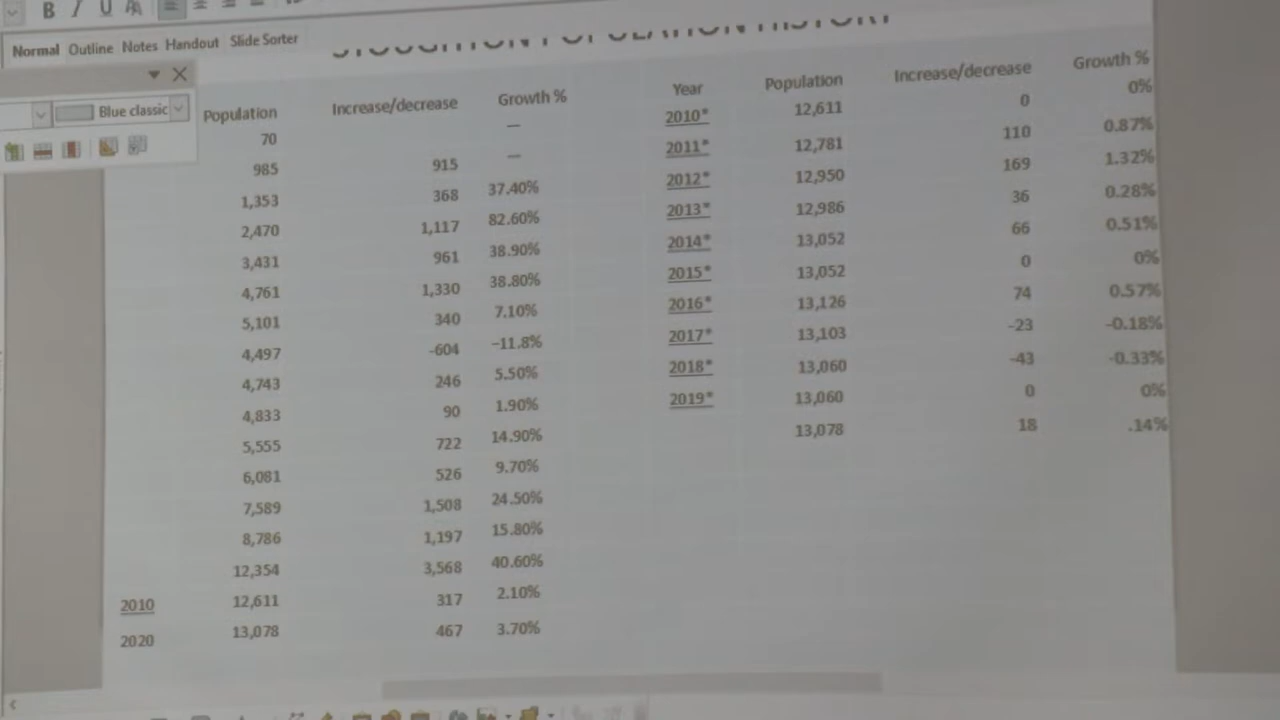 B I U
Normal Outline Notes Handout Slide Sorter
STOUGHTON POPULATION HISTORY
Blue classic
Population Increase/decrease Growth %
70 —
985 915 —
1,353 368 37.40%
2,470 1,117 82.60%
3,431 961 38.90%
4,761 1,330 38.80%
5,101 340 7.10%
4,497 -604 −11.8%
4,743 246 5.50%
4,833 90 1.90%
5,555 722 14.90%
6,081 526 9.70%
7,589 1,508 24.50%
8,786 1,197 15.80%
12,354 3,568 40.60%
2010 12,611 317 2.10%
2020 13,078 467 3.70%
Year Population Increase/decrease Growth %
2010* 12,611 0 0%
2011* 12,781 110 0.87%
2012* 12,950 169 1.32%
2013* 12,986 36 0.28%
2014* 13,052 66 0.51%
2015* 13,052 0 0%
2016* 13,126 74 0.57%
2017* 13,103 -23 -0.18%
2018* 13,060 -43 -0.33%
2019* 13,060 0 0%
13,078 18 .14%